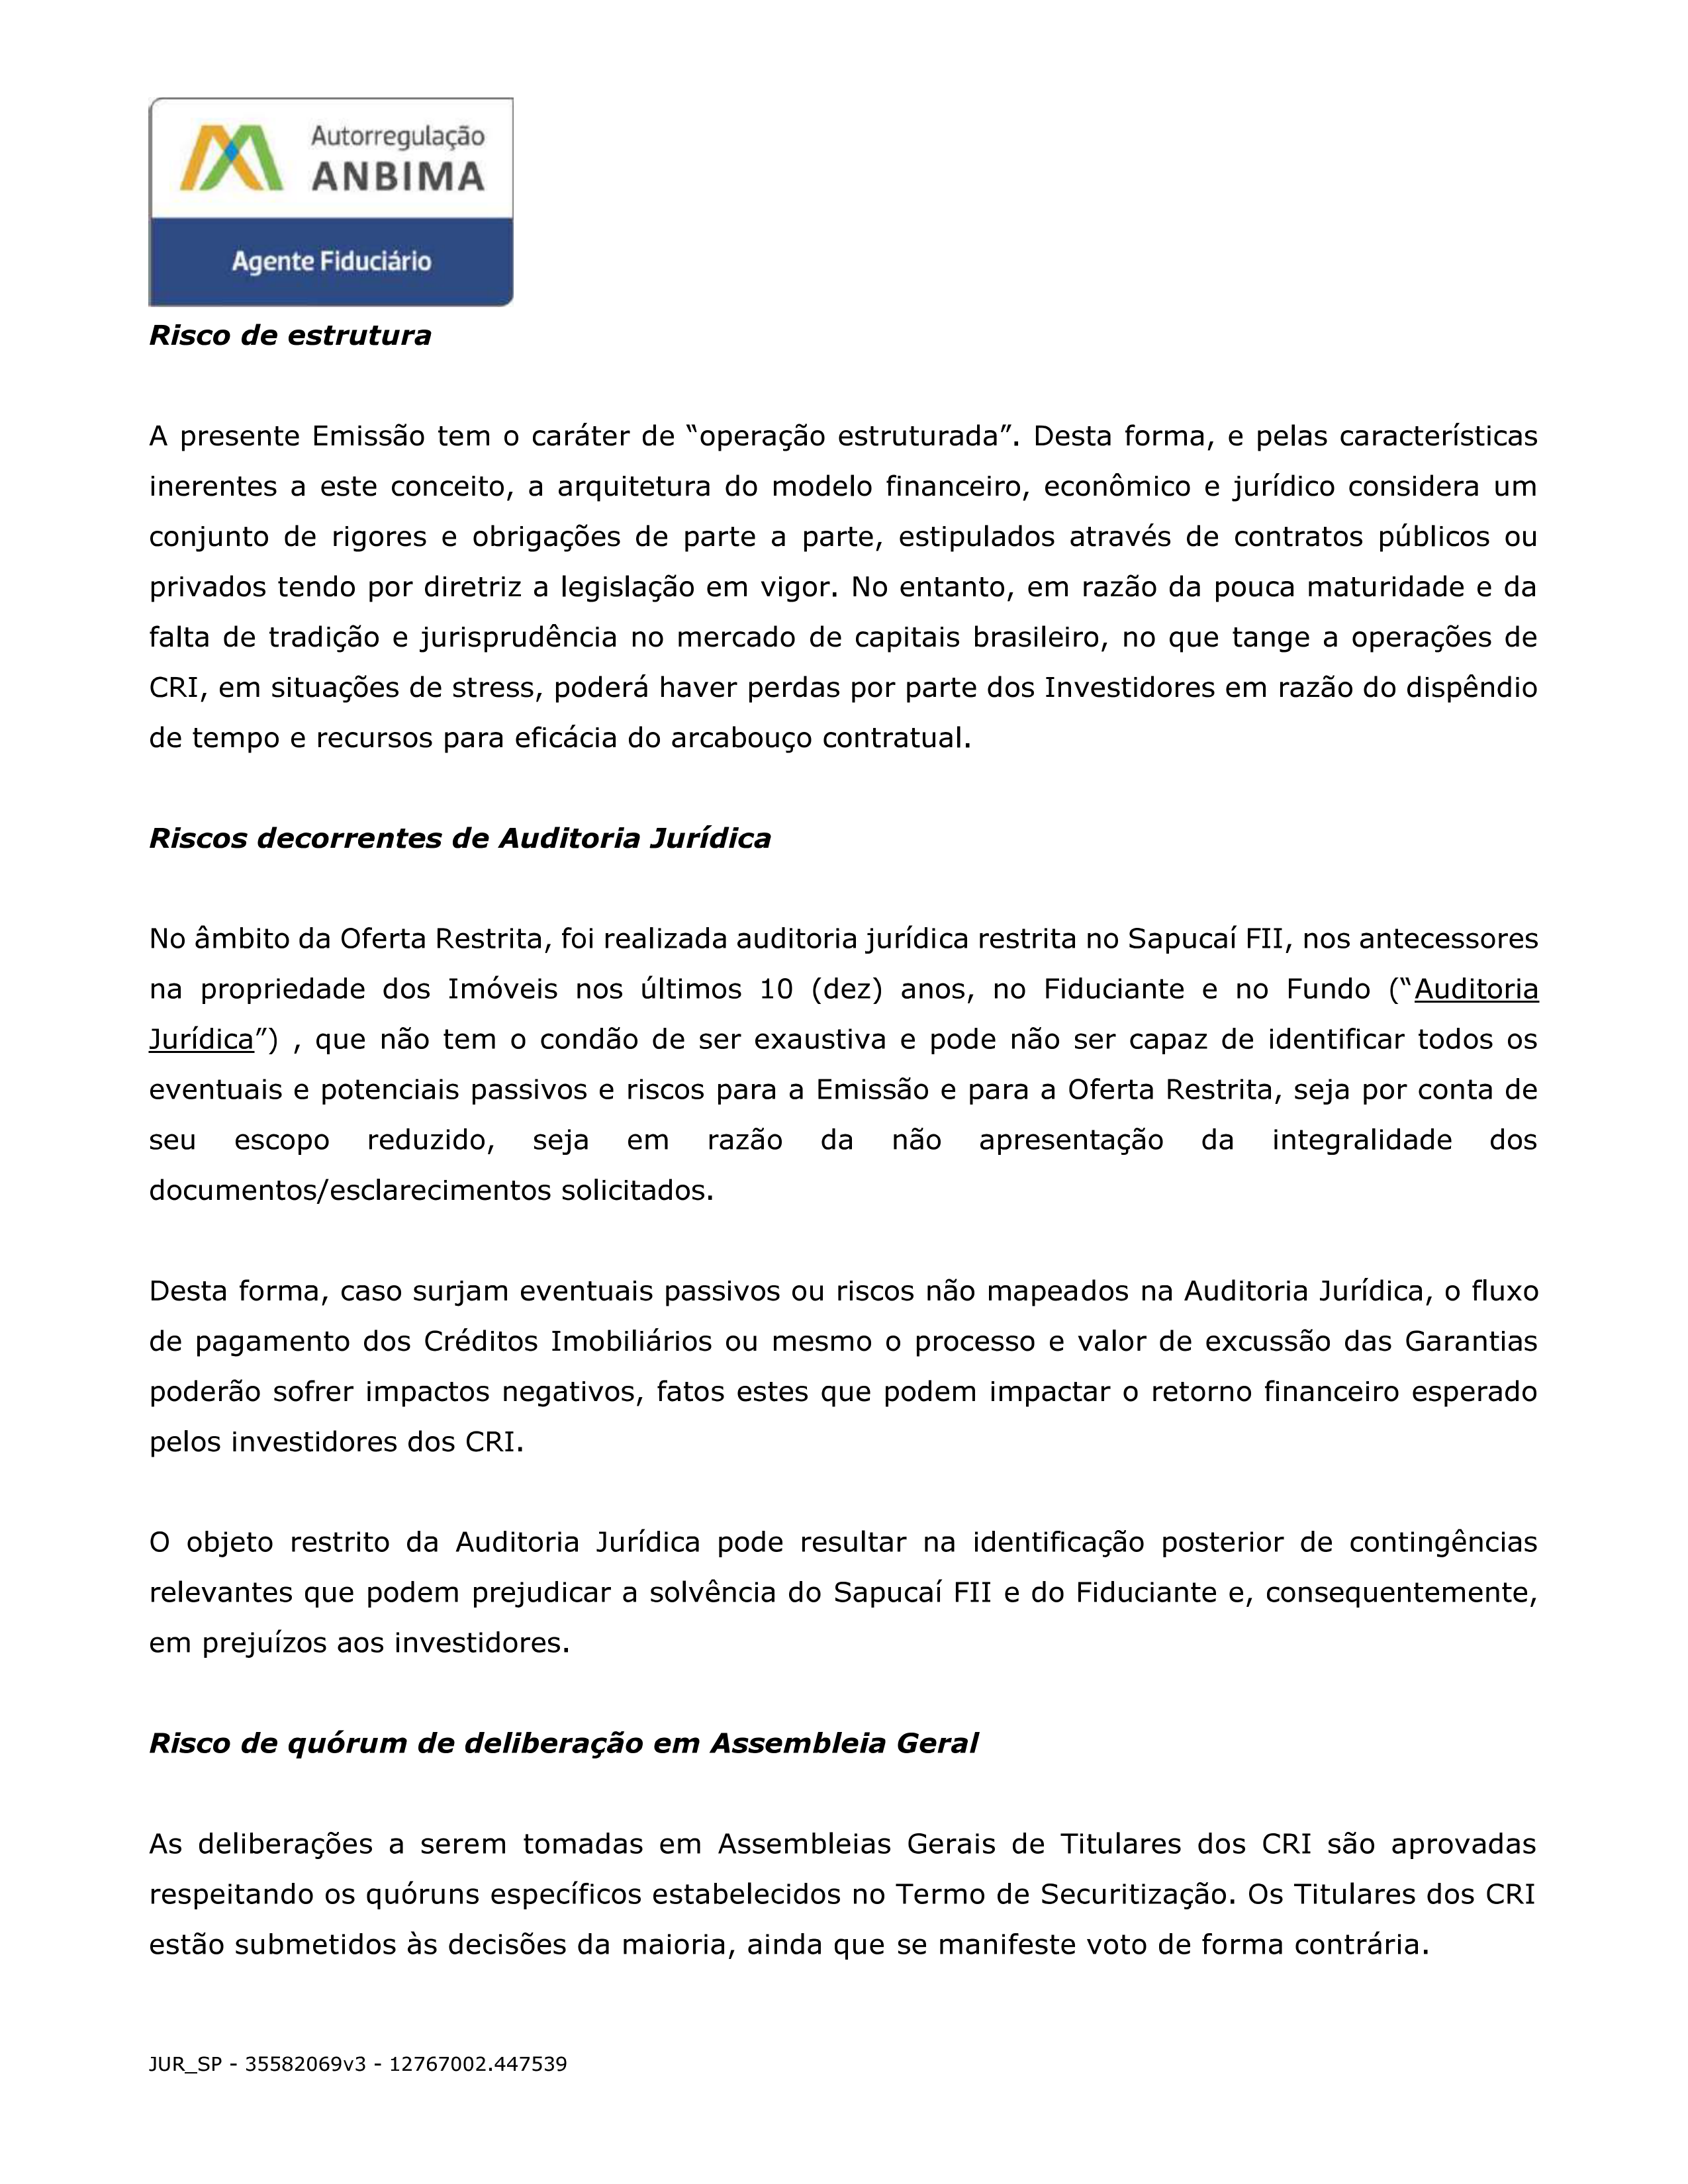 Autorregulação
ANBIMA
Agente Fiduciário
Risco de estrutura
A presente Emissão tem o caráter de “operação estruturada”. Desta forma, e pelas características
inerentes a este conceito, a arquitetura do modelo financeiro, econômico e jurídico considera um
conjunto de rigores e obrigações de parte a parte, estipulados através de contratos públicos ou
privados tendo por diretriz a legislação em vigor. No entanto, em razão da pouca maturidade e da
falta de tradição e jurisprudência no mercado de capitais brasileiro, no que tange a operações de
CRI, em situações de stress, poderá haver perdas por parte dos Investidores em razão do dispêndio
de tempo e recursos para eficácia do arcabouço contratual.
Riscos decorrentes de Auditoria Jurídica
No âmbito da Oferta Restrita, foi realizada auditoria jurídica restrita no Sapucaí FII, nos antecessores
na propriedade dos Imóveis nos últimos 10 (dez) anos, no Fiduciante e no Fundo (“Auditoria
Jurídica”) , que não tem o condão de ser exaustiva e pode não ser capaz de identificar todos os
eventuais e potenciais passivos e riscos para a Emissão e para a Oferta Restrita, seja por conta de
seu escopo reduzido, seja em razão da não apresentação da integralidade dos
documentos/esclarecimentos solicitados.
Desta forma, caso surjam eventuais passivos ou riscos não mapeados na Auditoria Jurídica, o fluxo
de pagamento dos Créditos Imobiliários ou mesmo o processo e valor de excussão das Garantias
poderão sofrer impactos negativos, fatos estes que podem impactar o retorno financeiro esperado
pelos investidores dos CRI.
O objeto restrito da Auditoria Jurídica pode resultar na identificação posterior de contingências
relevantes que podem prejudicar a solvência do Sapucaí FII e do Fiduciante e, consequentemente,
em prejuízos aos investidores.
Risco de quórum de deliberação em Assembleia Geral
As deliberações a serem tomadas em Assembleias Gerais de Titulares dos CRI são aprovadas
respeitando os quóruns específicos estabelecidos no Termo de Securitização. Os Titulares dos CRI
estão submetidos às decisões da maioria, ainda que se manifeste voto de forma contrária.
JUR_SP - 35582069v3 - 12767002.447539